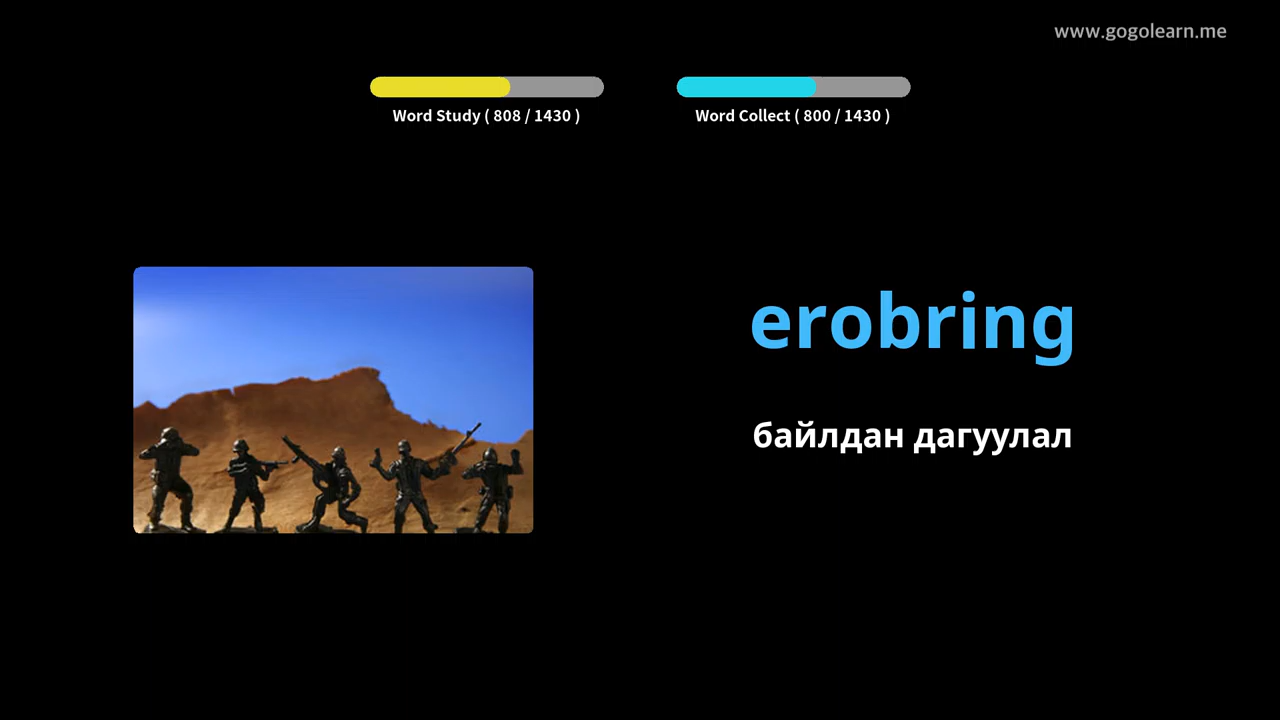 www.gogolearn.me
Word Study ( 808 / 1430 )
Word Collect ( 800 / 1430 )
erobring
байлдан дагуулал